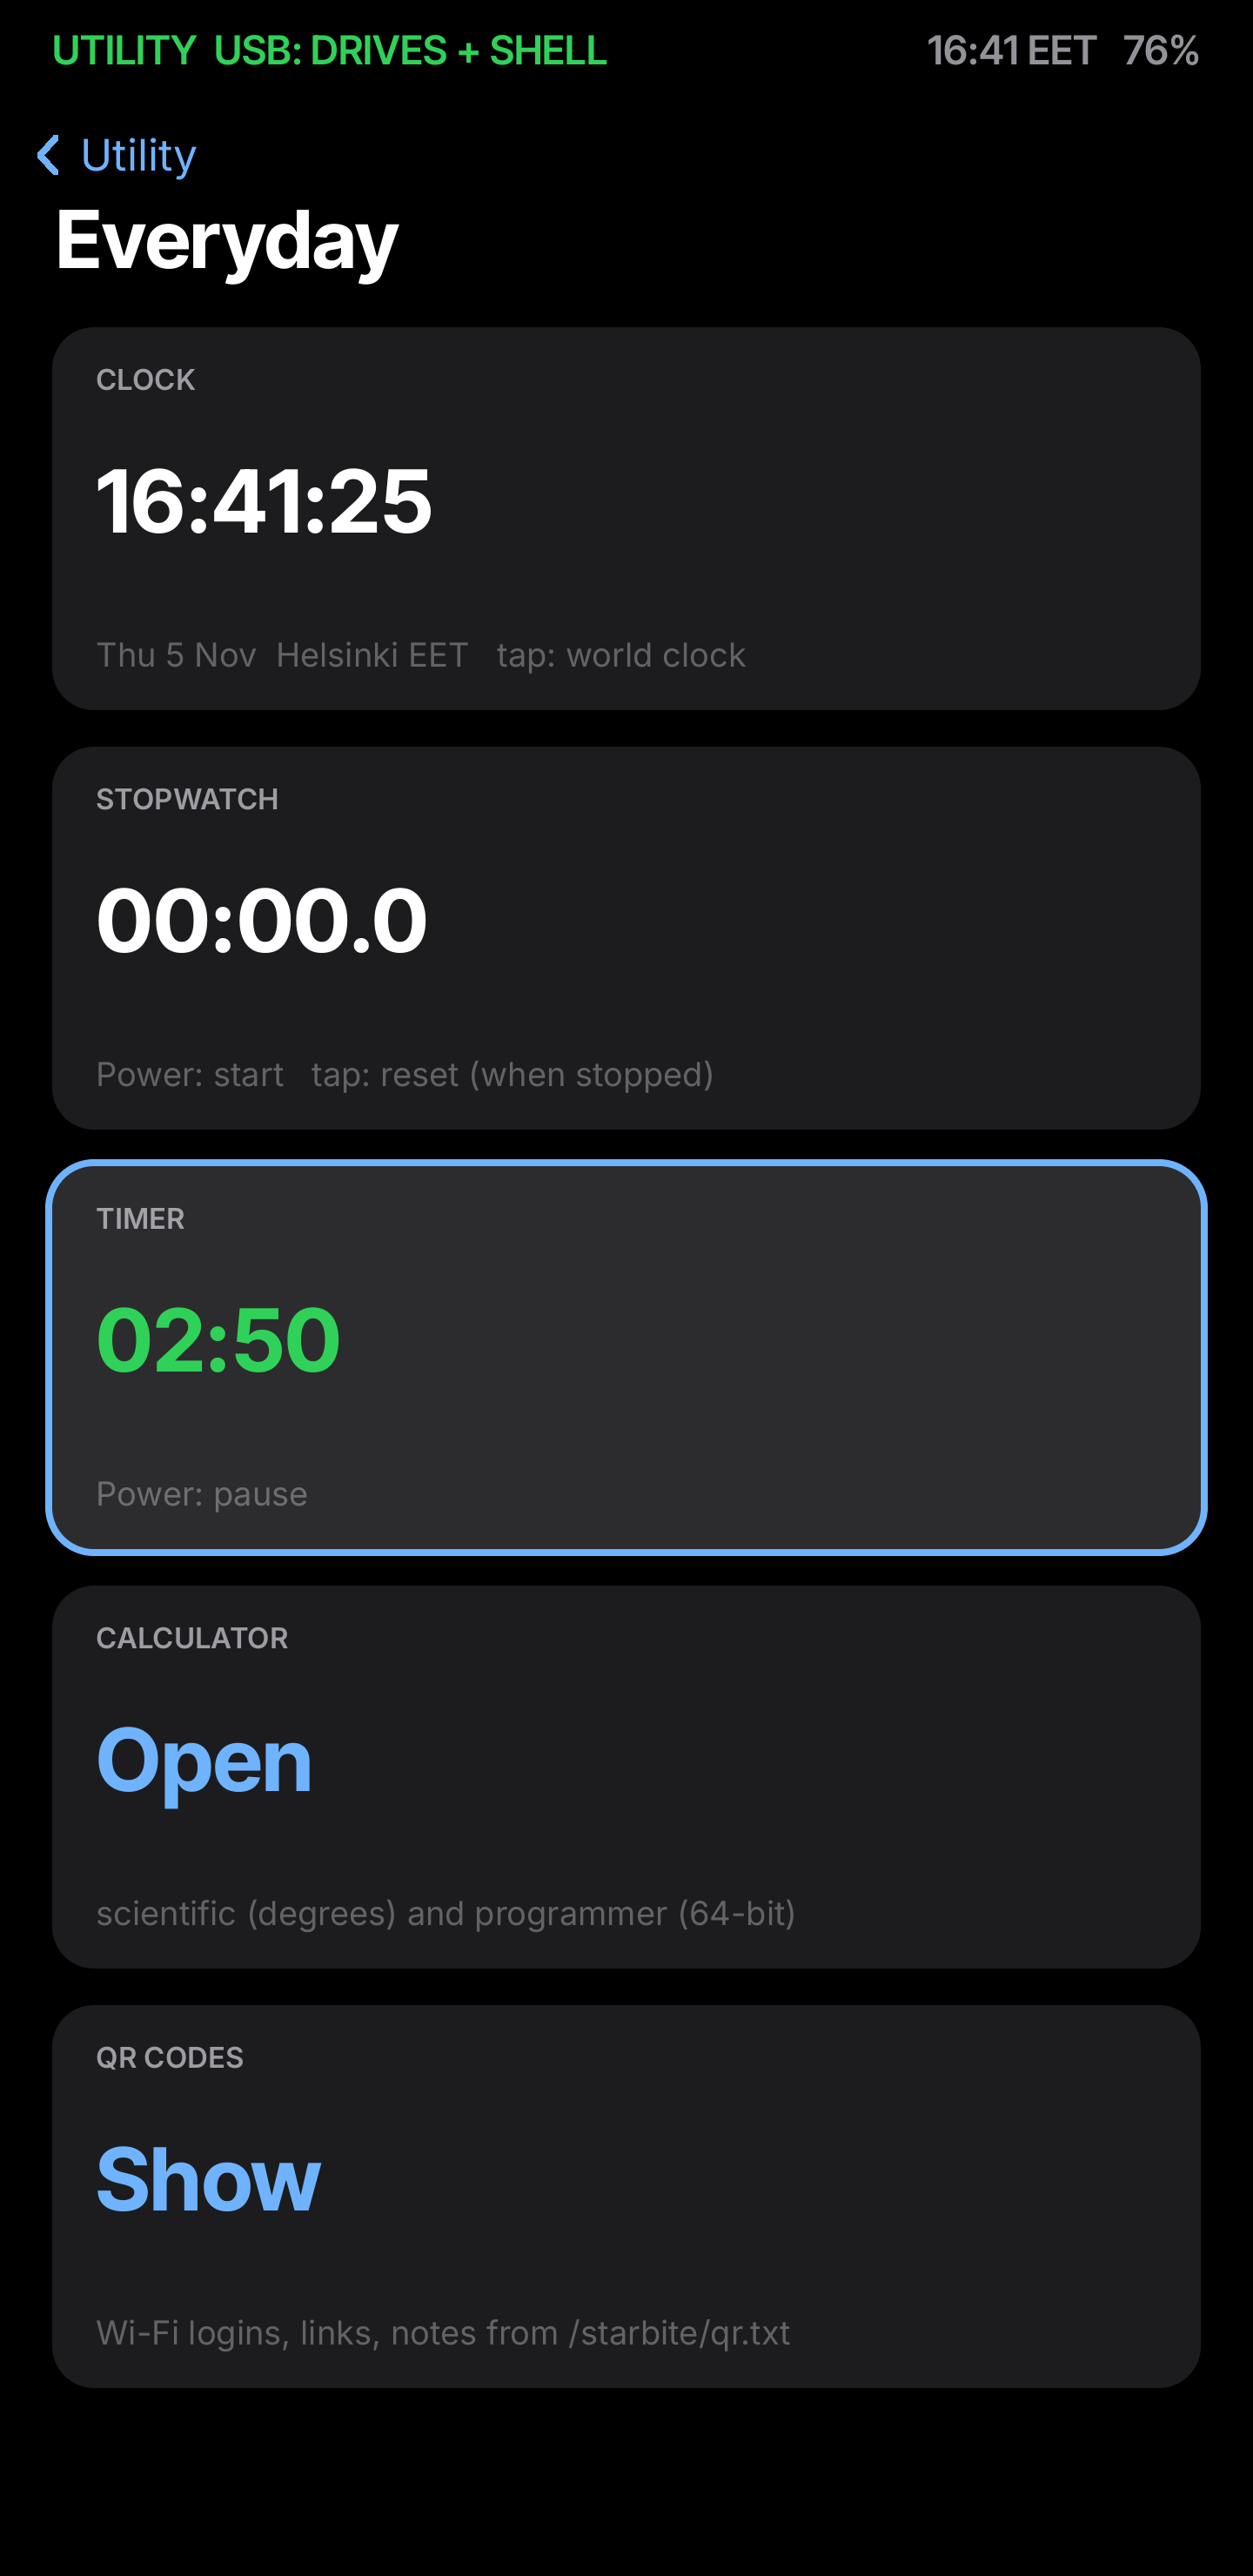 UTILITY USB: DRIVES + SHELL 16:41 EET 76%
Utility
Everyday
CLOCK
16:41:25
Thu 5 Nov Helsinki EET tap: world clock
STOPWATCH
00:00.0
Power: start tap: reset (when stopped)
TIMER
02:50
Power: pause
CALCULATOR
Open
scientific (degrees) and programmer (64-bit)
QR CODES
Show
Wi-Fi logins, links, notes from /starbite/qr.txt